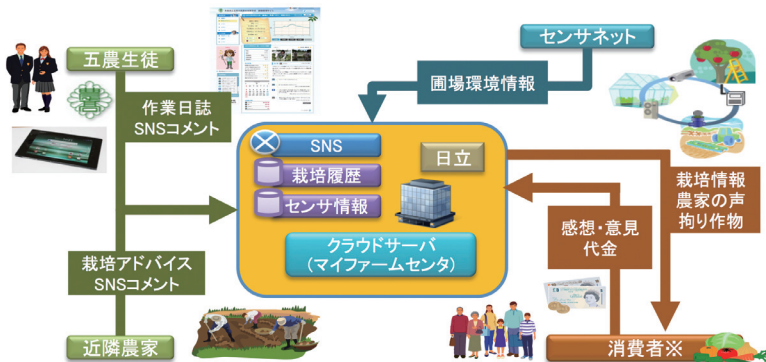 五農生徒
センサネット
圃場環境情報
作業日誌
SNSコメント
SNS
日立
栽培履歴
センサ情報
クラウドサーバ
(マイファームセンタ)
栽培情報
農家の声
拘り作物
感想・意見
代金
栽培アドバイス
SNSコメント
近隣農家
消費者※